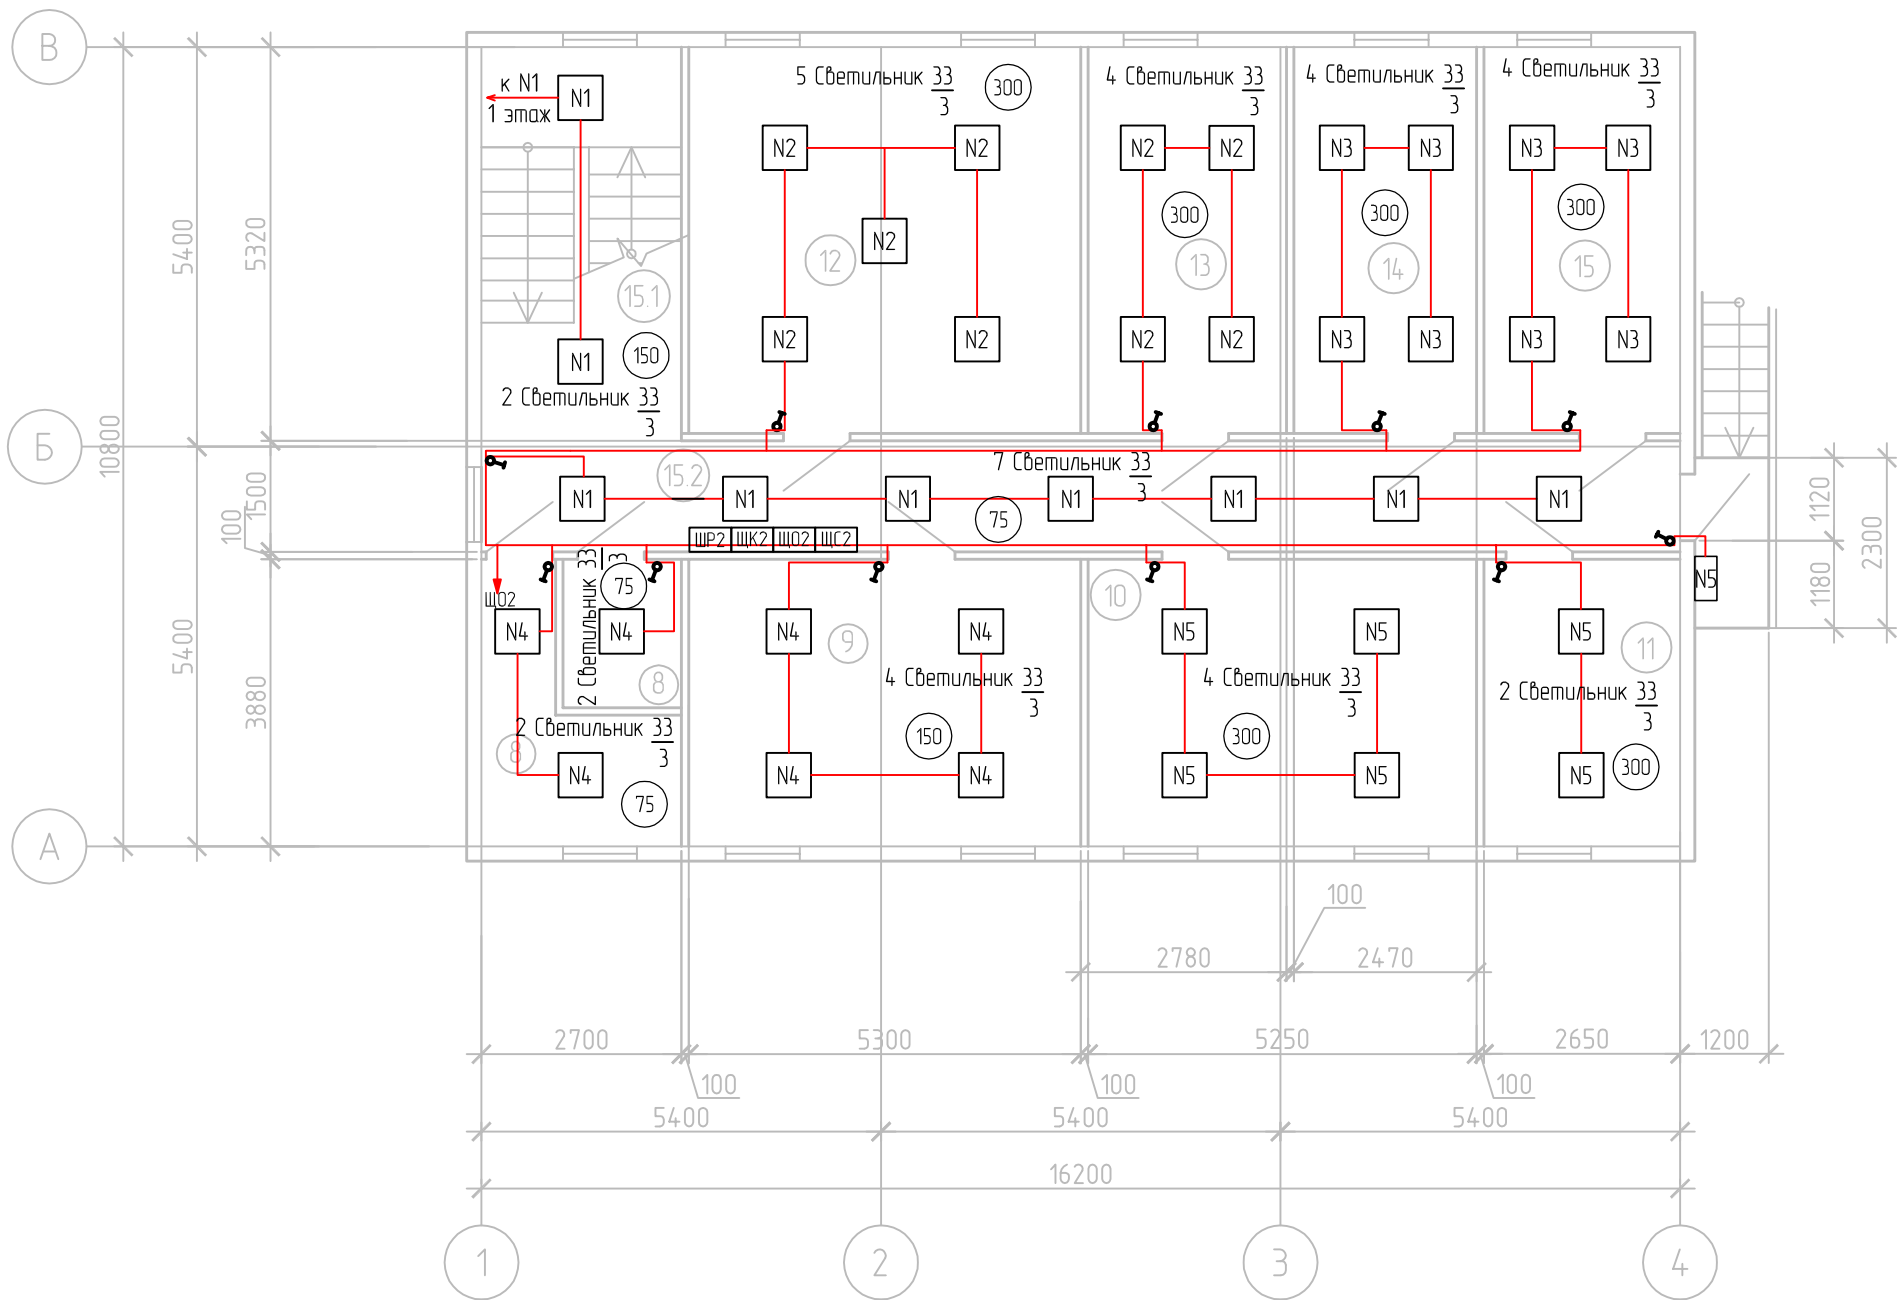 В
к N1
1 этаж
N1
5 Светильник 33/3
300
4 Светильник 33/3
4 Светильник 33/3
4 Светильник 33/3
N2
N2
N2
N2
N3
N3
N3
N3
300
300
300
5400
5320
N2
12
13
14
15
15.1
N1
150
N2
N2
N2
N2
N3
N3
N3
N3
2 Светильник 33/3
Б
10800
15.2
7 Светильник 33/3
1500
100
N1
N1
N1
N1
N1
N1
N1
75
1120
2300
1180
ШР2
ЩК2
ЩО2
ЩС2
ЩО2
2 Светильник 33/3
75
10
N5
N4
N4
N4
9
N4
N5
N5
N5
11
5400
3880
8
4 Светильник 33/3
4 Светильник 33/3
2 Светильник 33/3
2 Светильник 33/3
8
150
300
300
N4
N4
N4
N5
N5
N5
75
А
100
2780
2470
2700
5300
5250
2650
1200
100
100
100
5400
5400
5400
16200
1
2
3
4